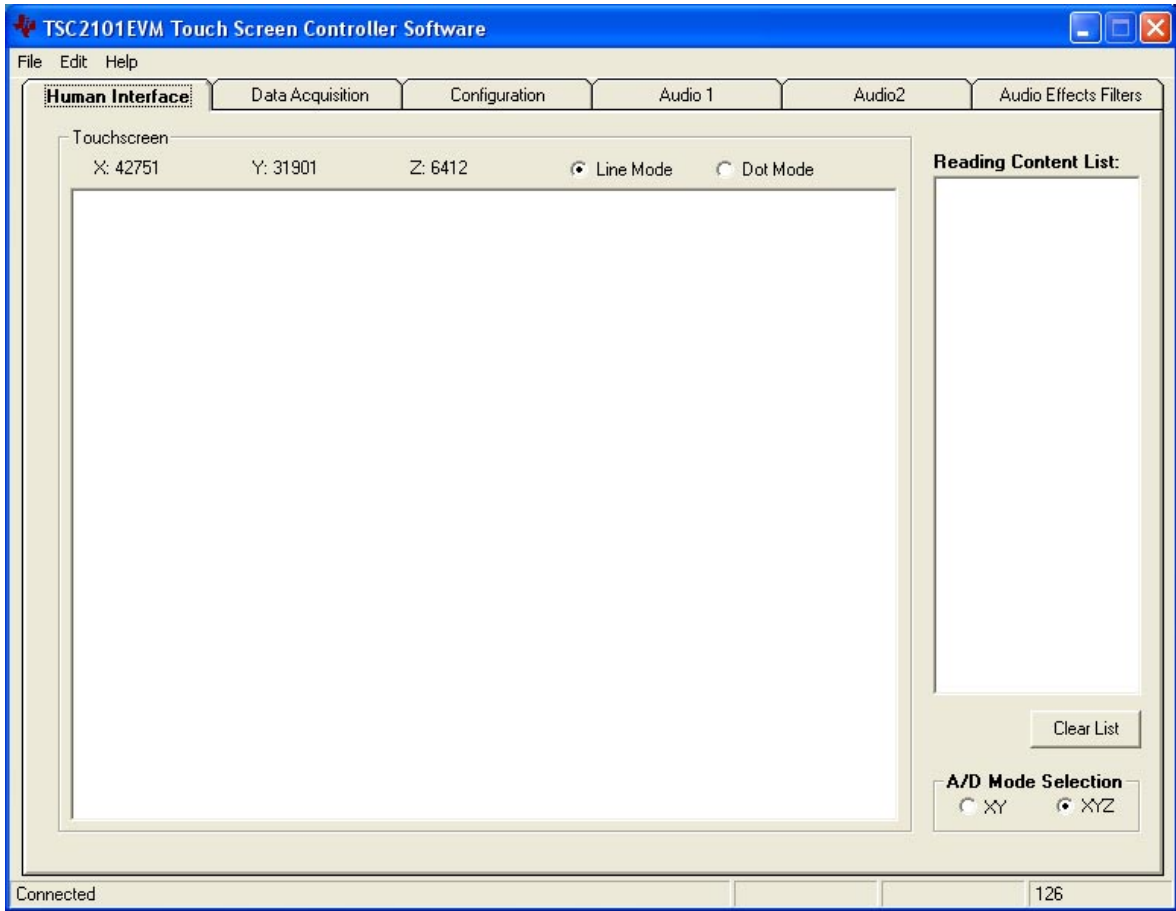 TSC2101EVM Touch Screen Controller Software
File Edit Help
Human Interface Data Acquisition Configuration Audio 1 Audio2 Audio Effects Filters
Touchscreen
X: 42751 Y: 31901 Z: 6412 Line Mode Dot Mode
Reading Content List:
Clear List
A/D Mode Selection
XY XYZ
Connected 126